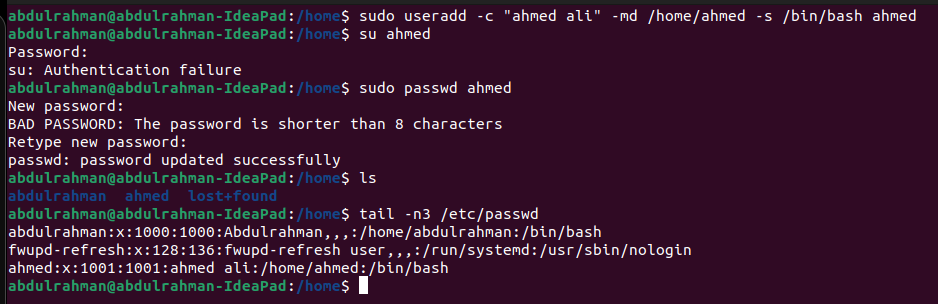 abdulrahman@abdulrahman-IdeaPad:/home$ sudo useradd -c "ahmed ali" -md /home/ahmed -s /bin/bash ahmed
abdulrahman@abdulrahman-IdeaPad:/home$ su ahmed
Password:
su: Authentication failure
abdulrahman@abdulrahman-IdeaPad:/home$ sudo passwd ahmed
New password:
BAD PASSWORD: The password is shorter than 8 characters
Retype new password:
passwd: password updated successfully
abdulrahman@abdulrahman-IdeaPad:/home$ ls
abdulrahman  ahmed  lost+found
abdulrahman@abdulrahman-IdeaPad:/home$ tail -n3 /etc/passwd
abdulrahman:x:1000:1000:Abdulrahman,,,:/home/abdulrahman:/bin/bash
fwupd-refresh:x:128:136:fwupd-refresh user,,,:/run/systemd:/usr/sbin/nologin
ahmed:x:1001:1001:ahmed ali:/home/ahmed:/bin/bash
abdulrahman@abdulrahman-IdeaPad:/home$